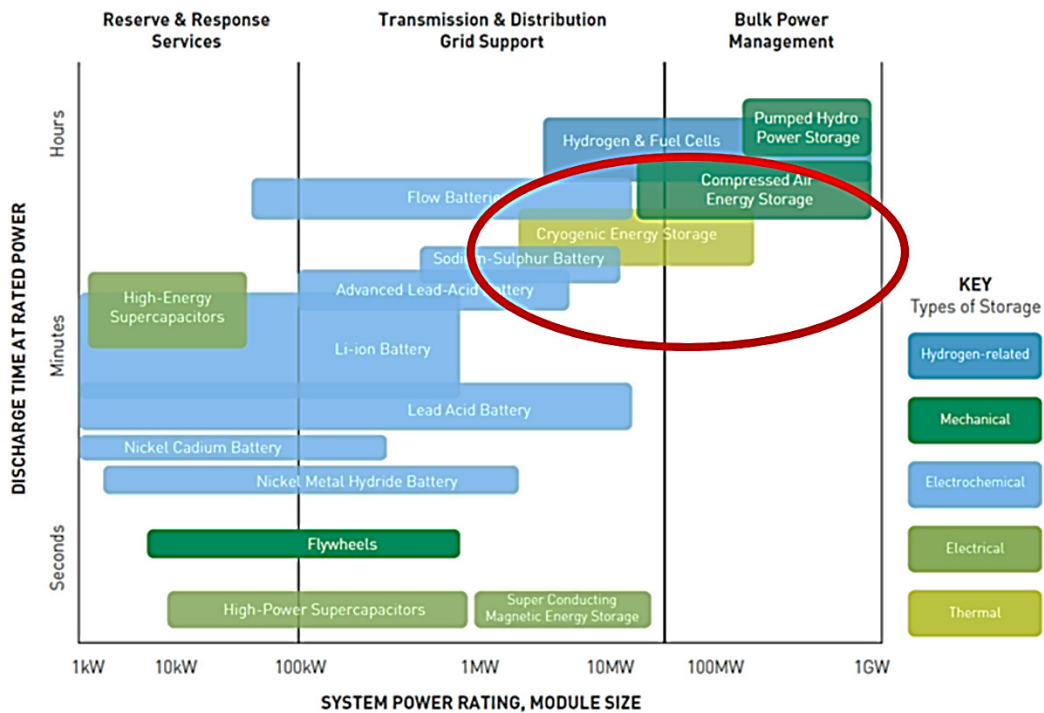 Reserve & Response
Services
Transmission & Distribution
Grid Support
Bulk Power
Management
DISCHARGE TIME AT RATED POWER
Hours
Minutes
Seconds
Pumped Hydro
Power Storage
Hydrogen & Fuel Cells
Compressed Air
Energy Storage
Flow Batteries
Cryogenic Energy Storage
Sodium-Sulphur Battery
Advanced Lead-Acid Battery
High-Energy
Supercapacitors
Li-ion Battery
Lead Acid Battery
Nickel Cadium Battery
Nickel Metal Hydride Battery
Flywheels
High-Power Supercapacitors
Super Conducting
Magnetic Energy Storage
1kW 10kW 100kW 1MW 10MW 100MW 1GW
SYSTEM POWER RATING, MODULE SIZE
KEY
Types of Storage
Hydrogen-related
Mechanical
Electrochemical
Electrical
Thermal